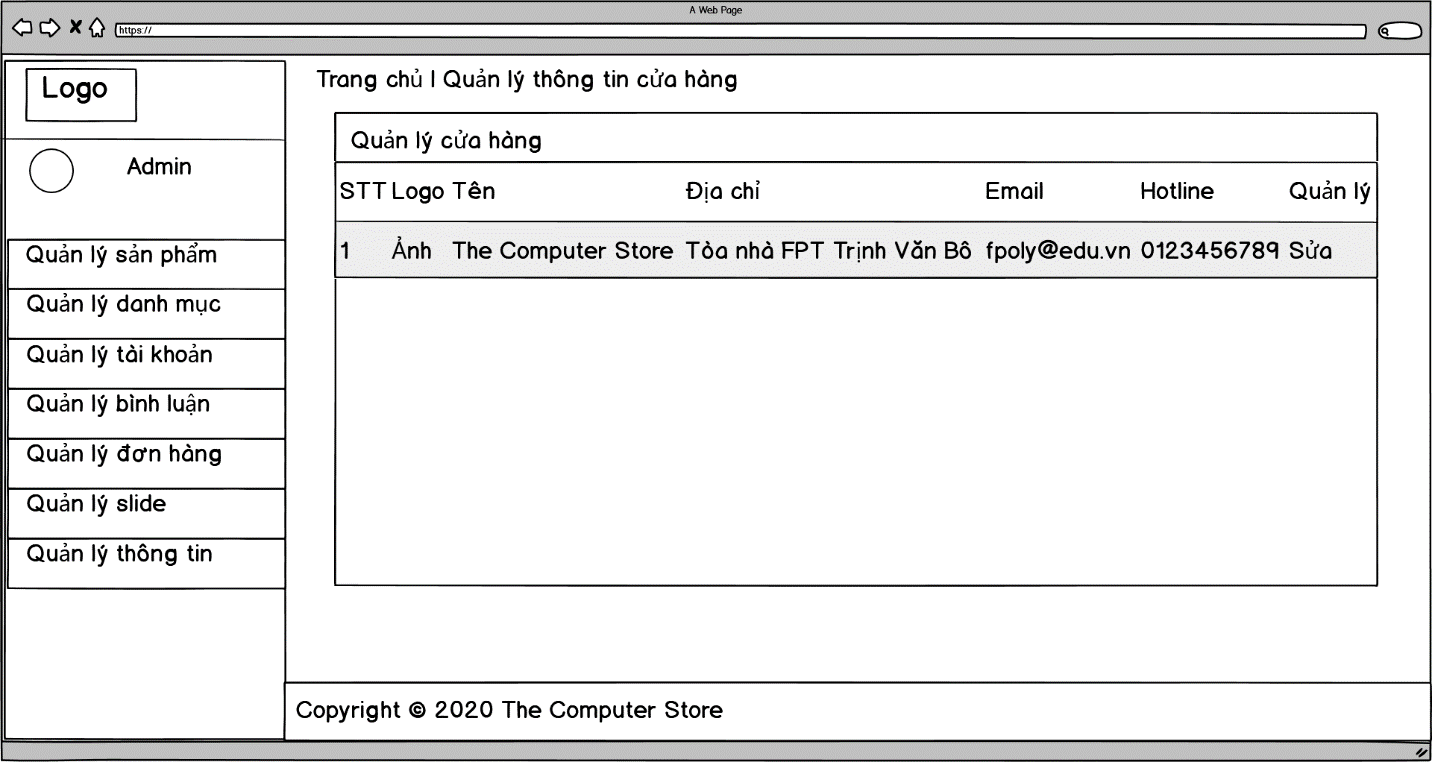 A Web Page
https://
Logo
Admin
Quản lý sản phẩm
Quản lý danh mục
Quản lý tài khoản
Quản lý bình luận
Quản lý đơn hàng
Quản lý slide
Quản lý thông tin
Trang chủ | Quản lý thông tin cửa hàng
Quản lý cửa hàng
STT Logo Tên Địa chỉ Email Hotline Quản lý
1 Ảnh The Computer Store Tòa nhà FPT Trịnh Văn Bô fpoly@edu.vn 0123456789 Sửa
Copyright © 2020 The Computer Store